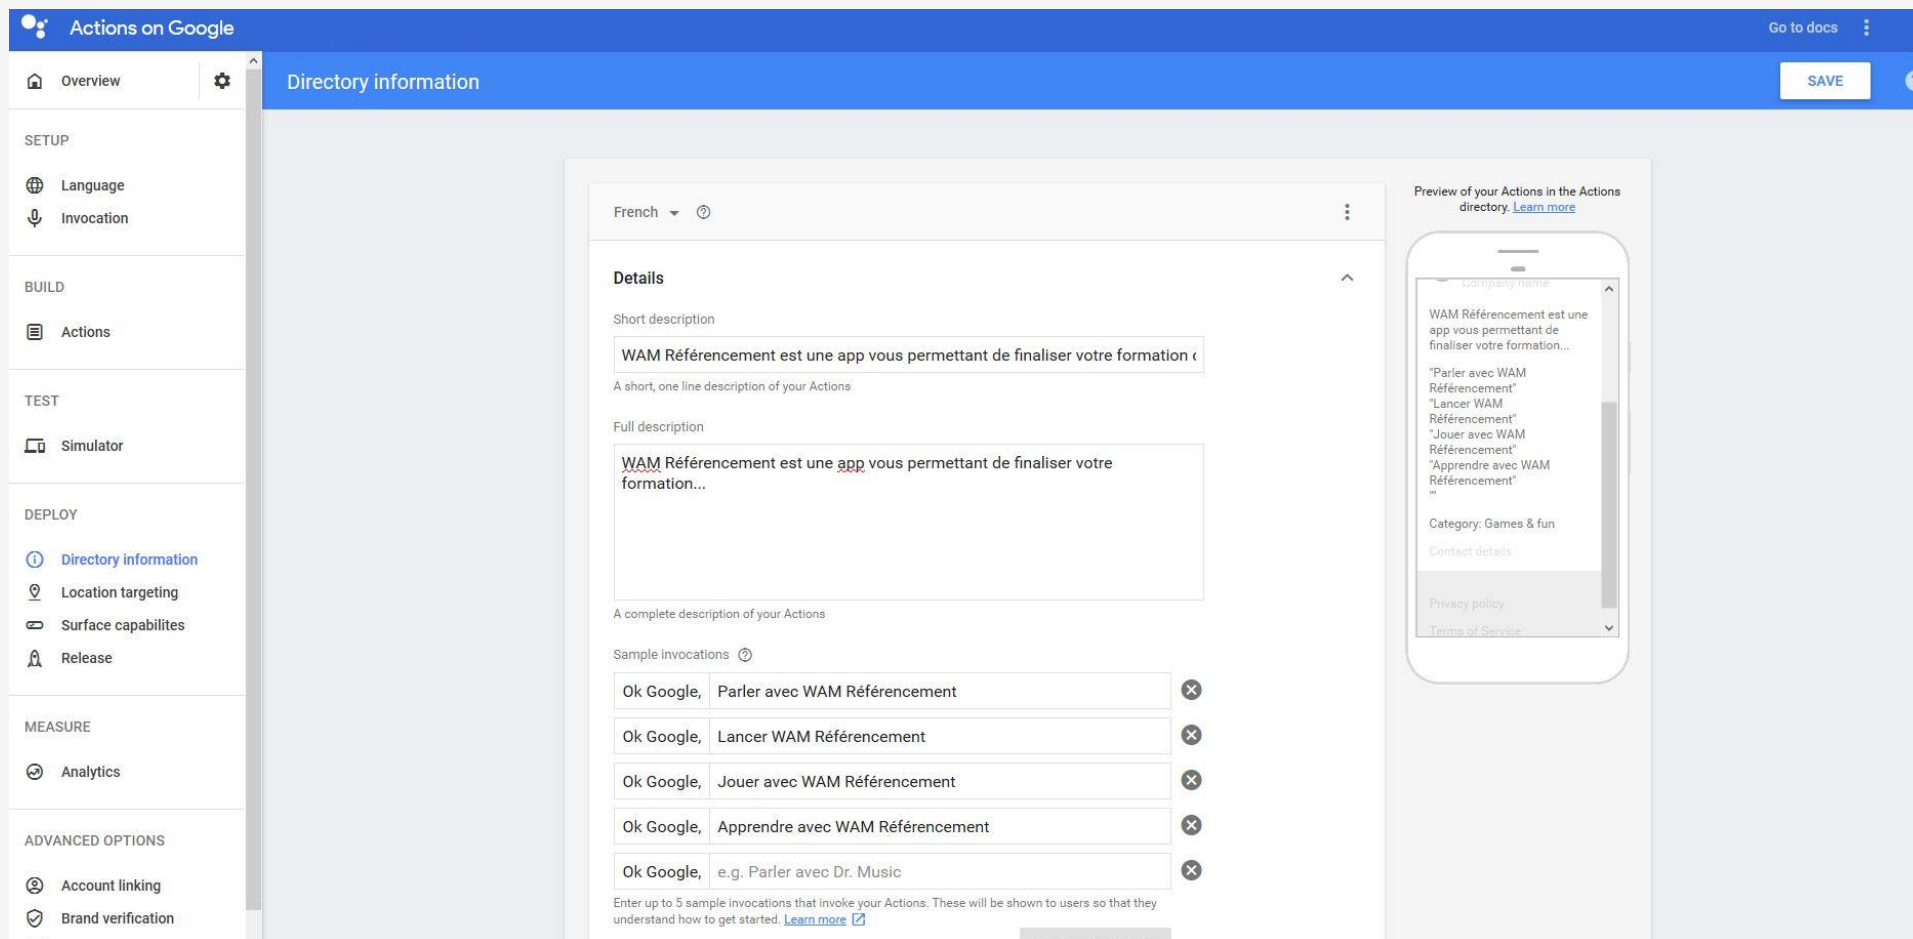 Actions on Google
Go to docs
Overview
Directory information
SAVE
SETUP
Language
Invocation
BUILD
Actions
TEST
Simulator
DEPLOY
Directory information
Location targeting
Surface capabilites
Release
MEASURE
Analytics
ADVANCED OPTIONS
Account linking
Brand verification
French
Details
Short description
WAM Référencement est une app vous permettant de finaliser votre formation
A short, one line description of your Actions
Full description
WAM Référencement est une app vous permettant de finaliser votre
formation...
A complete description of your Actions
Sample invocations
Ok Google, Parler avec WAM Référencement
Ok Google, Lancer WAM Référencement
Ok Google, Jouer avec WAM Référencement
Ok Google, Apprendre avec WAM Référencement
Ok Google, e.g. Parler avec Dr. Music
Enter up to 5 sample invocations that invoke your Actions. These will be shown to users so that they
understand how to get started. Learn more
Preview of your Actions in the Actions
directory. Learn more
Company name
WAM Référencement est une
app vous permettant de
finaliser votre formation...
"Parler avec WAM
Référencement"
"Lancer WAM
Référencement"
"Jouer avec WAM
Référencement"
"Apprendre avec WAM
Référencement"
""
Category: Games & fun
Contact details
Privacy policy
Terms of Service